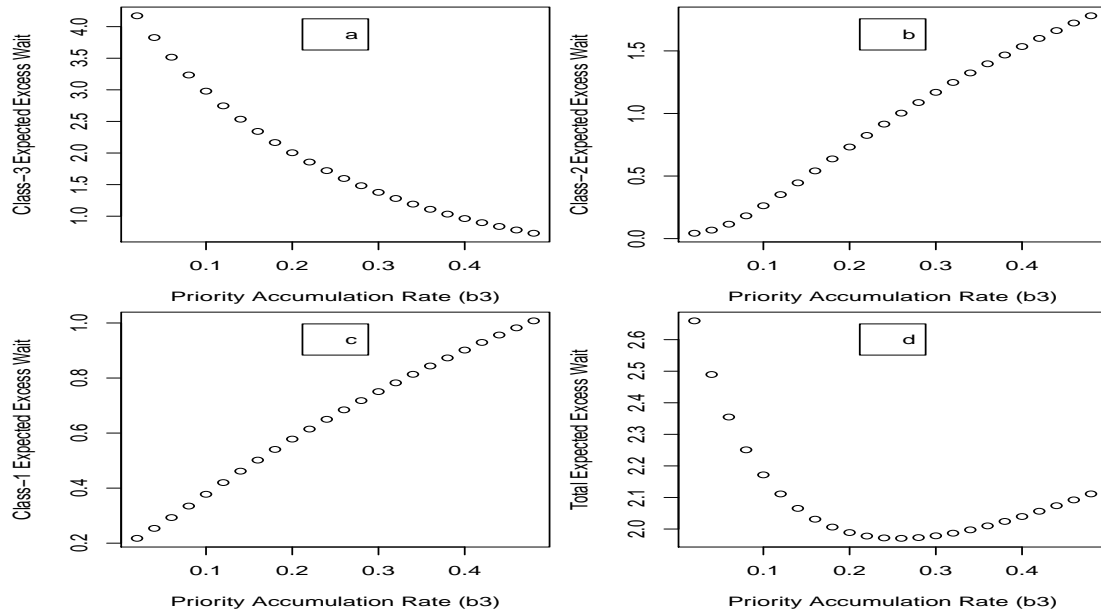 a
Class−3 Expected Excess Wait
4.0
3.5
3.0
2.5
2.0
1.5
1.0
0.1 0.2 0.3 0.4
Priority Accumulation Rate (b3)
b
Class−2 Expected Excess Wait
1.5
1.0
0.5
0.0
0.1 0.2 0.3 0.4
Priority Accumulation Rate (b3)
c
Class−1 Expected Excess Wait
1.0
0.8
0.6
0.4
0.2
0.1 0.2 0.3 0.4
Priority Accumulation Rate (b3)
d
Total Expected Excess Wait
2.6
2.5
2.4
2.3
2.2
2.1
2.0
0.1 0.2 0.3 0.4
Priority Accumulation Rate (b3)